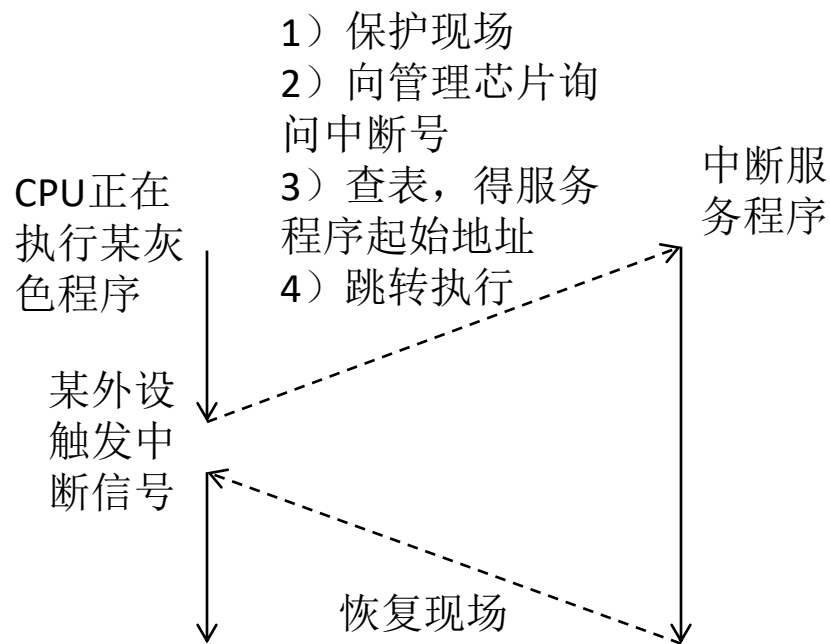 1）保护现场
2）向管理芯片询
问中断号
3）查表，得服务
程序起始地址
4）跳转执行
CPU正在
执行某灰
色程序
中断服
务程序
某外设
触发中
断信号
恢复现场